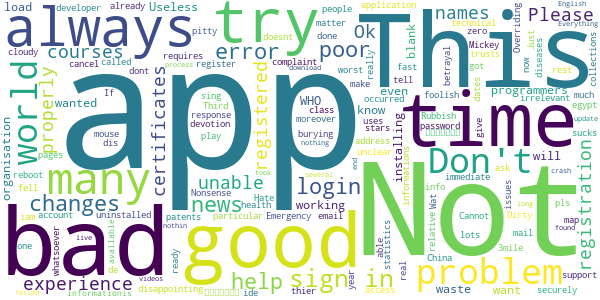 load developer already Useless
pitty
always
try
This
Overriding
Everything
names
Please
English
cloudy
courses
error
poor
Ok
blank
programmers
irrelevant
Mickey
technical
zero
Just
diseases
rest
Collections
people
matter
done
doesnt
application
cancel
called
requires
dont
process
register
complaint
download
worst
really
make
fast
tell
trusts
got
dates
now
betrayal
foolish
even
know
world
properly
wanted
certificates
If
mouse
dis
app
sing
Third
response
devotion
play
registered
WHO
class
moreover
burying
nothing
occurred
uses
stars
installing
time
Rubbish
password
give
egypt
update
much
sucks
many
changes
organisation
pages
reboot
fell
uninstalled
account
iam
unable
news
Nonsense
health
Hate
login
working
Don't
will
registration
unclear
took
several
particular
Emergency
email
patents
bad
good
Not
problem
one
whatsoever
live
available
de
videos
ready
experience
informationis
nothin
disappointing
help
sign in
ide
thier
year
able
statistics
real
access
end
informations
relative
info
China
lots
War
immediate
ask
issues
Cannot
long
Dirty
crash
pls
map
found
3mile
waste
want
securely
support